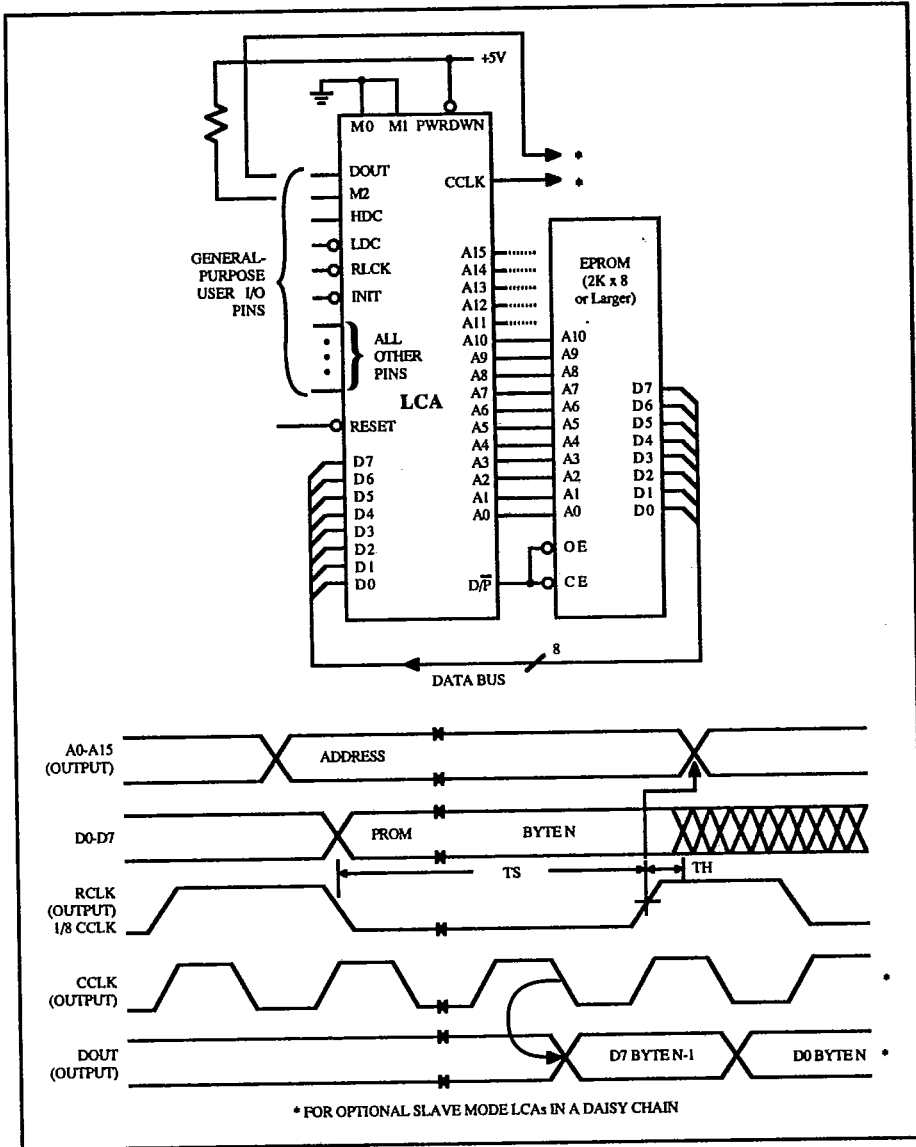 +5V
M0 M1 PWRDWN
DOUT
M2
HDC
LDC
RLCK
INIT
GENERAL-
PURPOSE
USER I/O
PINS
ALL
OTHER
PINS
LCA
RESET
D7
D6
D5
D4
D3
D2
D1
D0
*
CCLK
*
A15
A14
A13
A12
A11
A10
A9
A8
A7
A6
A5
A4
A3
A2
A1
A0
D/P̅
EPROM
(2K x 8
or Larger)
A10
A9
A8
A7
A6
A5
A4
A3
A2
A1
A0
OE
CE
D7
D6
D5
D4
D3
D2
D1
D0
8
DATA BUS
A0-A15
(OUTPUT)
ADDRESS
D0-D7
PROM
BYTE N
TS
TH
RCLK
(OUTPUT)
1/8 CCLK
CCLK
(OUTPUT)
*
DOUT
(OUTPUT)
D7 BYTE N-1
D0 BYTE N *
* FOR OPTIONAL SLAVE MODE LCAs IN A DAISY CHAIN